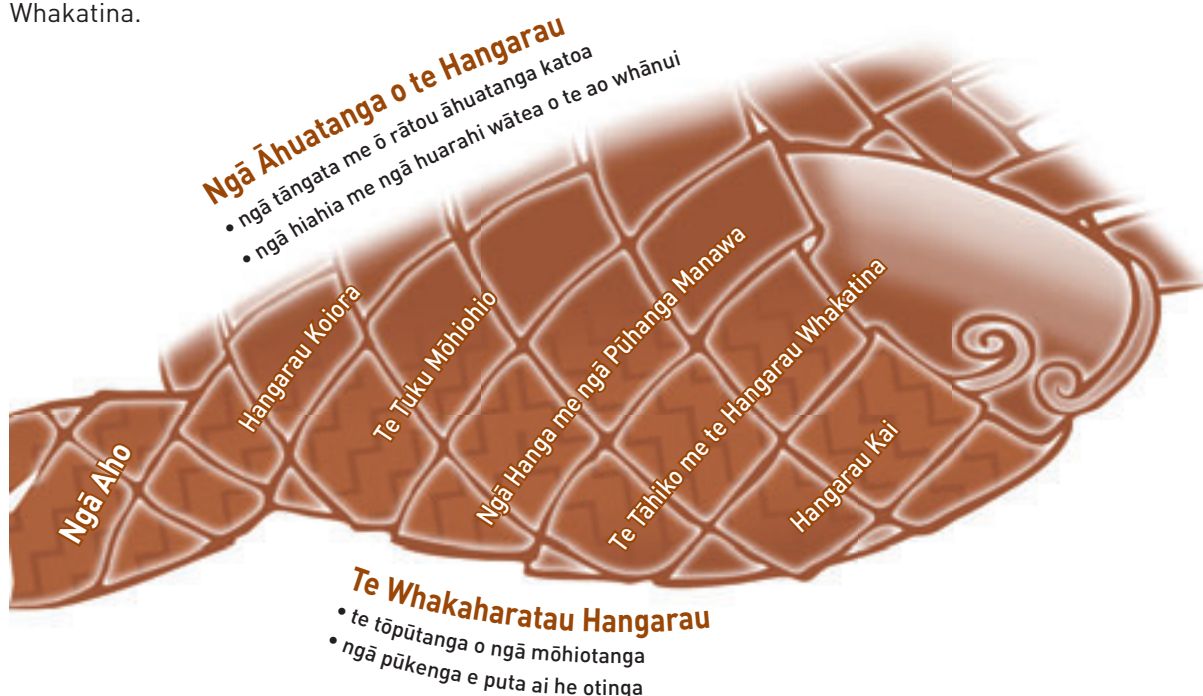 Whakatina.
Ngā Āhuatanga o te Hangarau
• ngā tāngata me ō rātou āhuatanga katoa
• ngā hiahia me ngā huarahi wātea o te ao whānui
Ngā Aho
Hangarau Koiora
Te Tuku Mōhiohio
Ngā Hanga me ngā Pūhanga Manawa
Te Tāhiko me te Hangarau Whakatina
Hangarau Kai
Te Whakaharatau Hangarau
• te tōpūtanga o ngā mōhiotanga
• ngā pūkenga e puta ai he otinga